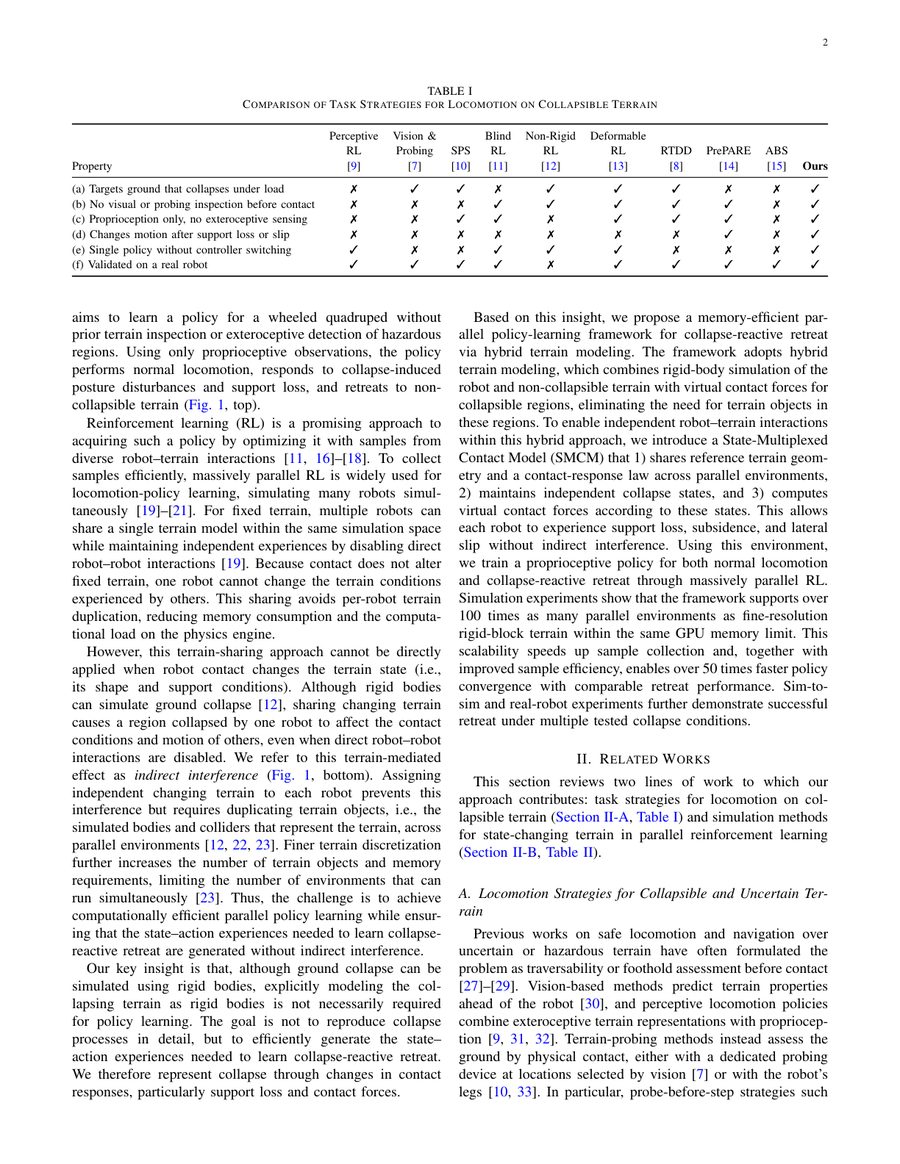 2
TABLE I
COMPARISON OF TASK STRATEGIES FOR LOCOMOTION ON COLLAPSIBLE TERRAIN
Perceptive Vision & Blind Non-Rigid Deformable
RL Probing SPS RL RL RL RTDD PrePARE ABS
Property [9] [7] [10] [11] [12] [13] [8] [14] [15] Ours
(a) Targets ground that collapses under load ✗ ✓ ✓ ✗ ✓ ✓ ✓ ✗ ✗ ✓
(b) No visual or probing inspection before contact ✗ ✗ ✗ ✓ ✓ ✓ ✓ ✓ ✗ ✓
(c) Proprioception only, no exteroceptive sensing ✗ ✗ ✓ ✓ ✗ ✓ ✓ ✓ ✗ ✓
(d) Changes motion after support loss or slip ✗ ✗ ✗ ✗ ✗ ✗ ✗ ✓ ✗ ✓
(e) Single policy without controller switching ✓ ✗ ✗ ✓ ✓ ✓ ✗ ✗ ✗ ✓
(f) Validated on a real robot ✓ ✓ ✓ ✓ ✗ ✓ ✓ ✓ ✓ ✓
aims to learn a policy for a wheeled quadruped without
prior terrain inspection or exteroceptive detection of hazardous
regions. Using only proprioceptive observations, the policy
performs normal locomotion, responds to collapse-induced
posture disturbances and support loss, and retreats to non-
collapsible terrain (Fig. 1, top).
Reinforcement learning (RL) is a promising approach to
acquiring such a policy by optimizing it with samples from
diverse robot–terrain interactions [11, 16]–[18]. To collect
samples efficiently, massively parallel RL is widely used for
locomotion-policy learning, simulating many robots simul-
taneously [19]–[21]. For fixed terrain, multiple robots can
share a single terrain model within the same simulation space
while maintaining independent experiences by disabling direct
robot–robot interactions [19]. Because contact does not alter
fixed terrain, one robot cannot change the terrain conditions
experienced by others. This sharing avoids per-robot terrain
duplication, reducing memory consumption and the computa-
tional load on the physics engine.
However, this terrain-sharing approach cannot be directly
applied when robot contact changes the terrain state (i.e.,
its shape and support conditions). Although rigid bodies
can simulate ground collapse [12], sharing changing terrain
causes a region collapsed by one robot to affect the contact
conditions and motion of others, even when direct robot–robot
interactions are disabled. We refer to this terrain-mediated
effect as indirect interference (Fig. 1, bottom). Assigning
independent changing terrain to each robot prevents this
interference but requires duplicating terrain objects, i.e., the
simulated bodies and colliders that represent the terrain, across
parallel environments [12, 22, 23]. Finer terrain discretization
further increases the number of terrain objects and memory
requirements, limiting the number of environments that can
run simultaneously [23]. Thus, the challenge is to achieve
computationally efficient parallel policy learning while ensur-
ing that the state–action experiences needed to learn collapse-
reactive retreat are generated without indirect interference.
Our key insight is that, although ground collapse can be
simulated using rigid bodies, explicitly modeling the col-
lapsing terrain as rigid bodies is not necessarily required
for policy learning. The goal is not to reproduce collapse
processes in detail, but to efficiently generate the state–
action experiences needed to learn collapse-reactive retreat.
We therefore represent collapse through changes in contact
responses, particularly support loss and contact forces.
Based on this insight, we propose a memory-efficient par-
allel policy-learning framework for collapse-reactive retreat
via hybrid terrain modeling. The framework adopts hybrid
terrain modeling, which combines rigid-body simulation of the
robot and non-collapsible terrain with virtual contact forces for
collapsible regions, eliminating the need for terrain objects in
these regions. To enable independent robot–terrain interactions
within this hybrid approach, we introduce a State-Multiplexed
Contact Model (SMCM) that 1) shares reference terrain geom-
etry and a contact-response law across parallel environments,
2) maintains independent collapse states, and 3) computes
virtual contact forces according to these states. This allows
each robot to experience support loss, subsidence, and lateral
slip without indirect interference. Using this environment,
we train a proprioceptive policy for both normal locomotion
and collapse-reactive retreat through massively parallel RL.
Simulation experiments show that the framework supports over
100 times as many parallel environments as fine-resolution
rigid-block terrain within the same GPU memory limit. This
scalability speeds up sample collection and, together with
improved sample efficiency, enables over 50 times faster policy
convergence with comparable retreat performance. Sim-to-
sim and real-robot experiments further demonstrate successful
retreat under multiple tested collapse conditions.
II. RELATED WORKS
This section reviews two lines of work to which our
approach contributes: task strategies for locomotion on col-
lapsible terrain (Section II-A, Table I) and simulation methods
for state-changing terrain in parallel reinforcement learning
(Section II-B, Table II).
A. Locomotion Strategies for Collapsible and Uncertain Ter-
rain
Previous works on safe locomotion and navigation over
uncertain or hazardous terrain have often formulated the
problem as traversability or foothold assessment before contact
[27]–[29]. Vision-based methods predict terrain properties
ahead of the robot [30], and perceptive locomotion policies
combine exteroceptive terrain representations with propriocep-
tion [9, 31, 32]. Terrain-probing methods instead assess the
ground by physical contact, either with a dedicated probing
device at locations selected by vision [7] or with the robot's
legs [10, 33]. In particular, probe-before-step strategies such